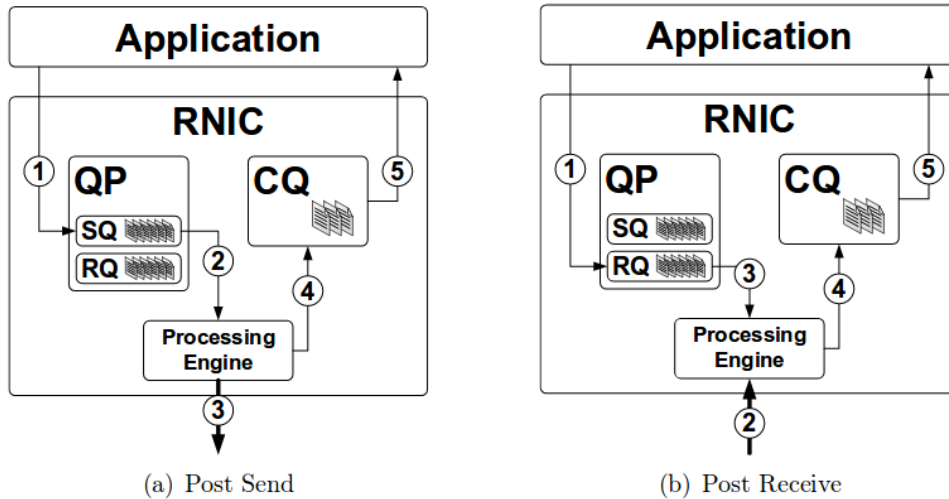 Application
RNIC
1
QP
CQ
5
SQ
2
RQ
4
Processing
Engine
3
(a) Post Send
Application
RNIC
1
QP
CQ
5
SQ
RQ
3
4
Processing
Engine
2
(b) Post Receive